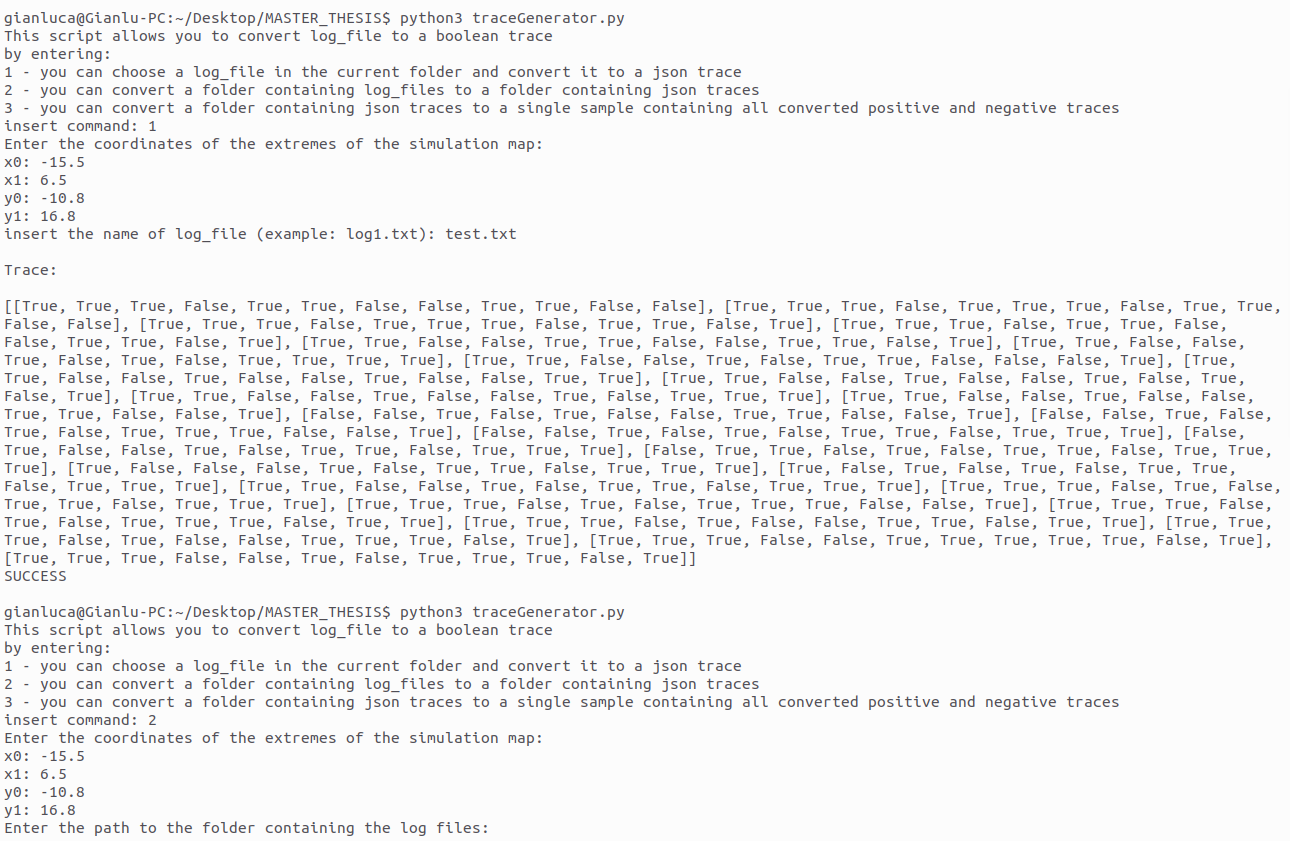 gianluca@Gianlu-PC:~/Desktop/MASTER_THESIS$ python3 traceGenerator.py
This script allows you to convert log_file to a boolean trace
by entering:
1 - you can choose a log_file in the current folder and convert it to a json trace
2 - you can convert a folder containing log_files to a folder containing json traces
3 - you can convert a folder containing json traces to a single sample containing all converted positive and negative traces
insert command: 1
Enter the coordinates of the extremes of the simulation map:
x0: -15.5
x1: 6.5
y0: -10.8
y1: 16.8
insert the name of log_file (example: log1.txt): test.txt
Trace:
[[True, True, True, False, True, True, False, False, True, True, False, False], [True, True, True, False, True, True, True, False, True, True,
False, False], [True, True, True, False, True, True, True, False, True, True, False, True], [True, True, True, False, True, True, False,
False, True, True, False, True], [True, True, False, False, True, True, False, False, True, True, False, True], [True, True, False, False,
True, False, True, False, True, True, True, True], [True, True, False, False, True, False, True, True, False, False, False, True], [True,
True, False, False, True, False, False, True, False, False, True, True], [True, True, False, False, True, False, False, True, False, True,
False, True], [True, True, False, False, True, False, False, True, False, True, True, True], [True, True, False, False, True, False, False,
True, True, False, False, True], [False, False, True, False, True, False, False, True, True, False, False, True], [False, False, True, False,
True, False, True, True, True, False, False, True], [False, False, True, False, True, False, True, True, False, True, True, True], [False,
True, False, False, True, False, True, True, False, True, True, True], [False, True, True, False, True, False, True, True, False, True, True,
True], [True, False, False, False, True, False, True, True, False, True, True, True], [True, False, True, False, True, False, True, True,
False, True, True, True], [True, True, False, False, True, False, True, True, False, True, True, True], [True, True, True, False, True, False,
True, True, False, True, True, True], [True, True, True, False, True, False, True, True, True, False, False, True], [True, True, True, False,
True, False, True, True, True, False, True, True], [True, True, True, False, True, False, False, True, True, False, True, True], [True, True,
True, False, True, False, False, True, True, True, False, True], [True, True, True, False, False, True, True, True, True, True, False, True],
[True, True, True, False, False, True, False, True, True, True, False, True]]
SUCCESS
gianluca@Gianlu-PC:~/Desktop/MASTER_THESIS$ python3 traceGenerator.py
This script allows you to convert log_file to a boolean trace
by entering:
1 - you can choose a log_file in the current folder and convert it to a json trace
2 - you can convert a folder containing log_files to a folder containing json traces
3 - you can convert a folder containing json traces to a single sample containing all converted positive and negative traces
insert command: 2
Enter the coordinates of the extremes of the simulation map:
x0: -15.5
x1: 6.5
y0: -10.8
y1: 16.8
Enter the path to the folder containing the log files: